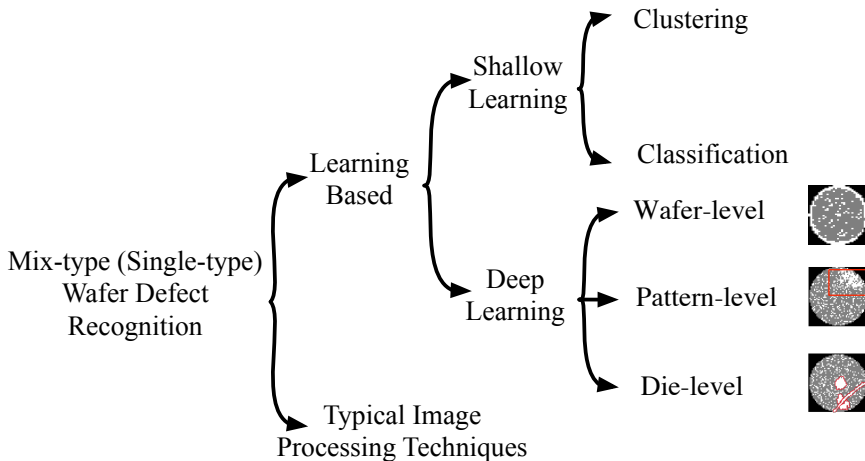 Mix-type (Single-type)
Wafer Defect
Recognition
Learning
Based
Typical Image
Processing Techniques
Shallow
Learning
Deep
Learning
Clustering
Classification
Wafer-level
Pattern-level
Die-level